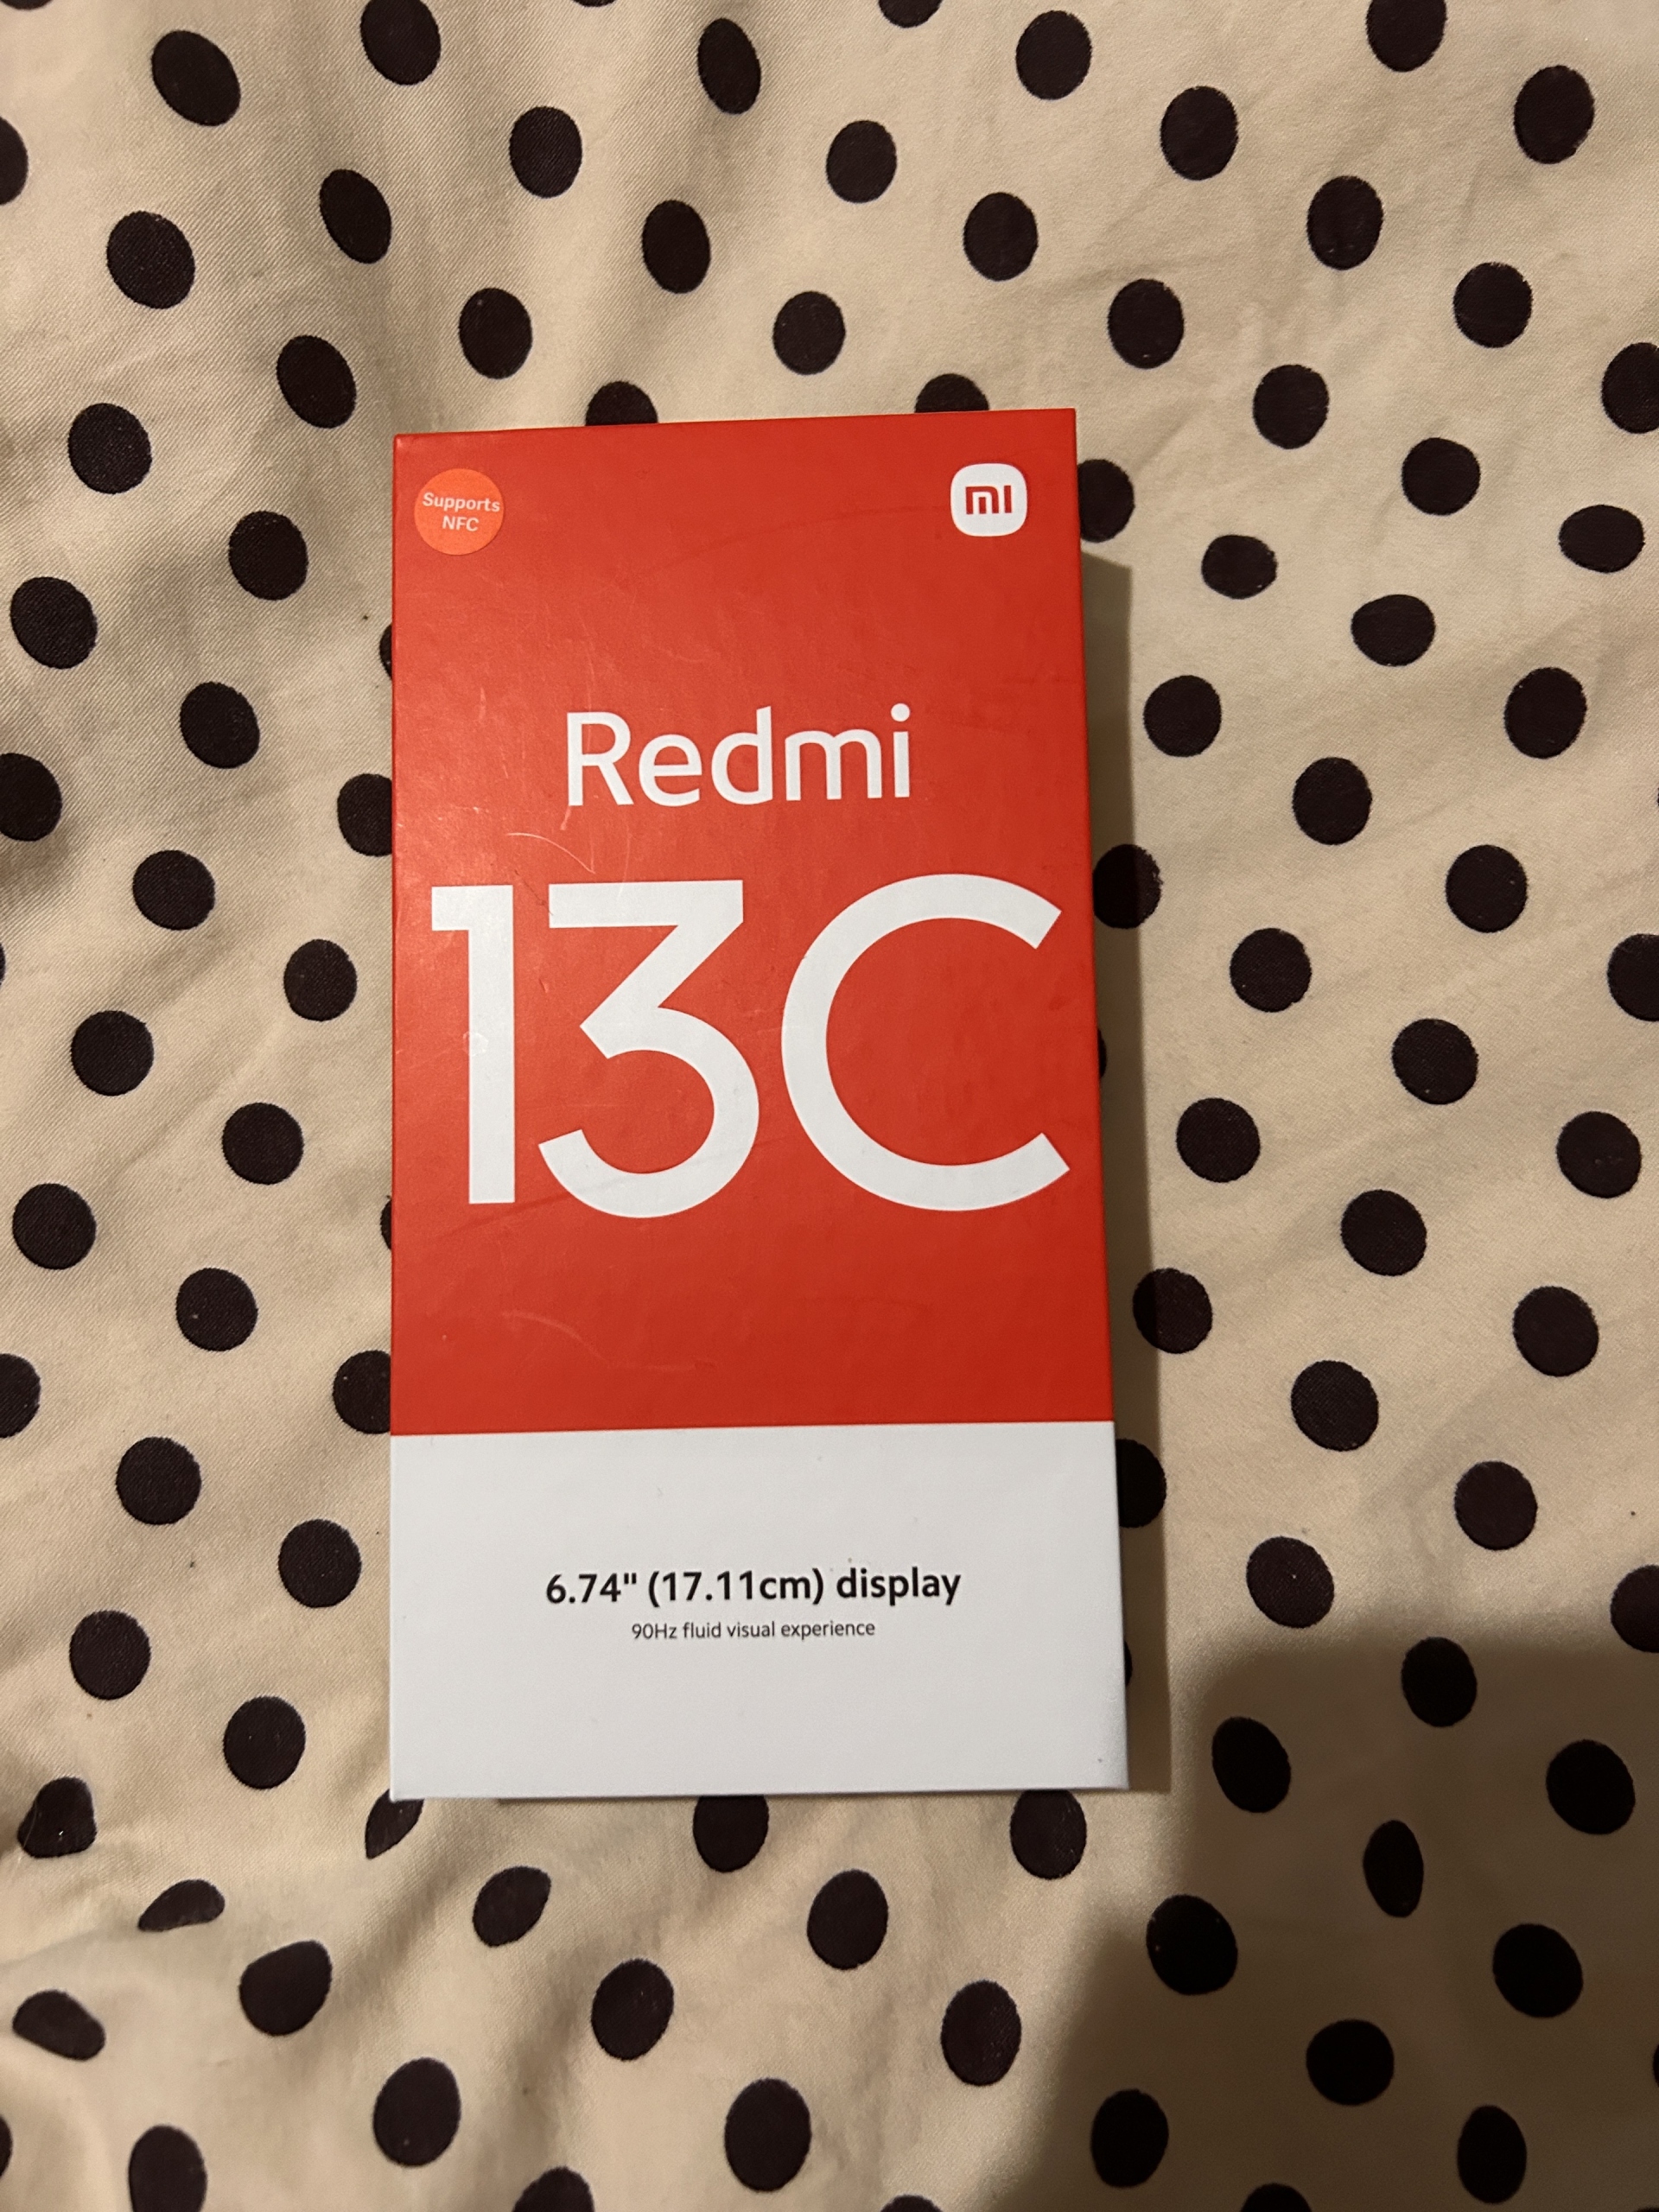 Supports
NFC
mi
Redmi
13C
6.74" (17.11cm) display
90Hz fluid visual experience